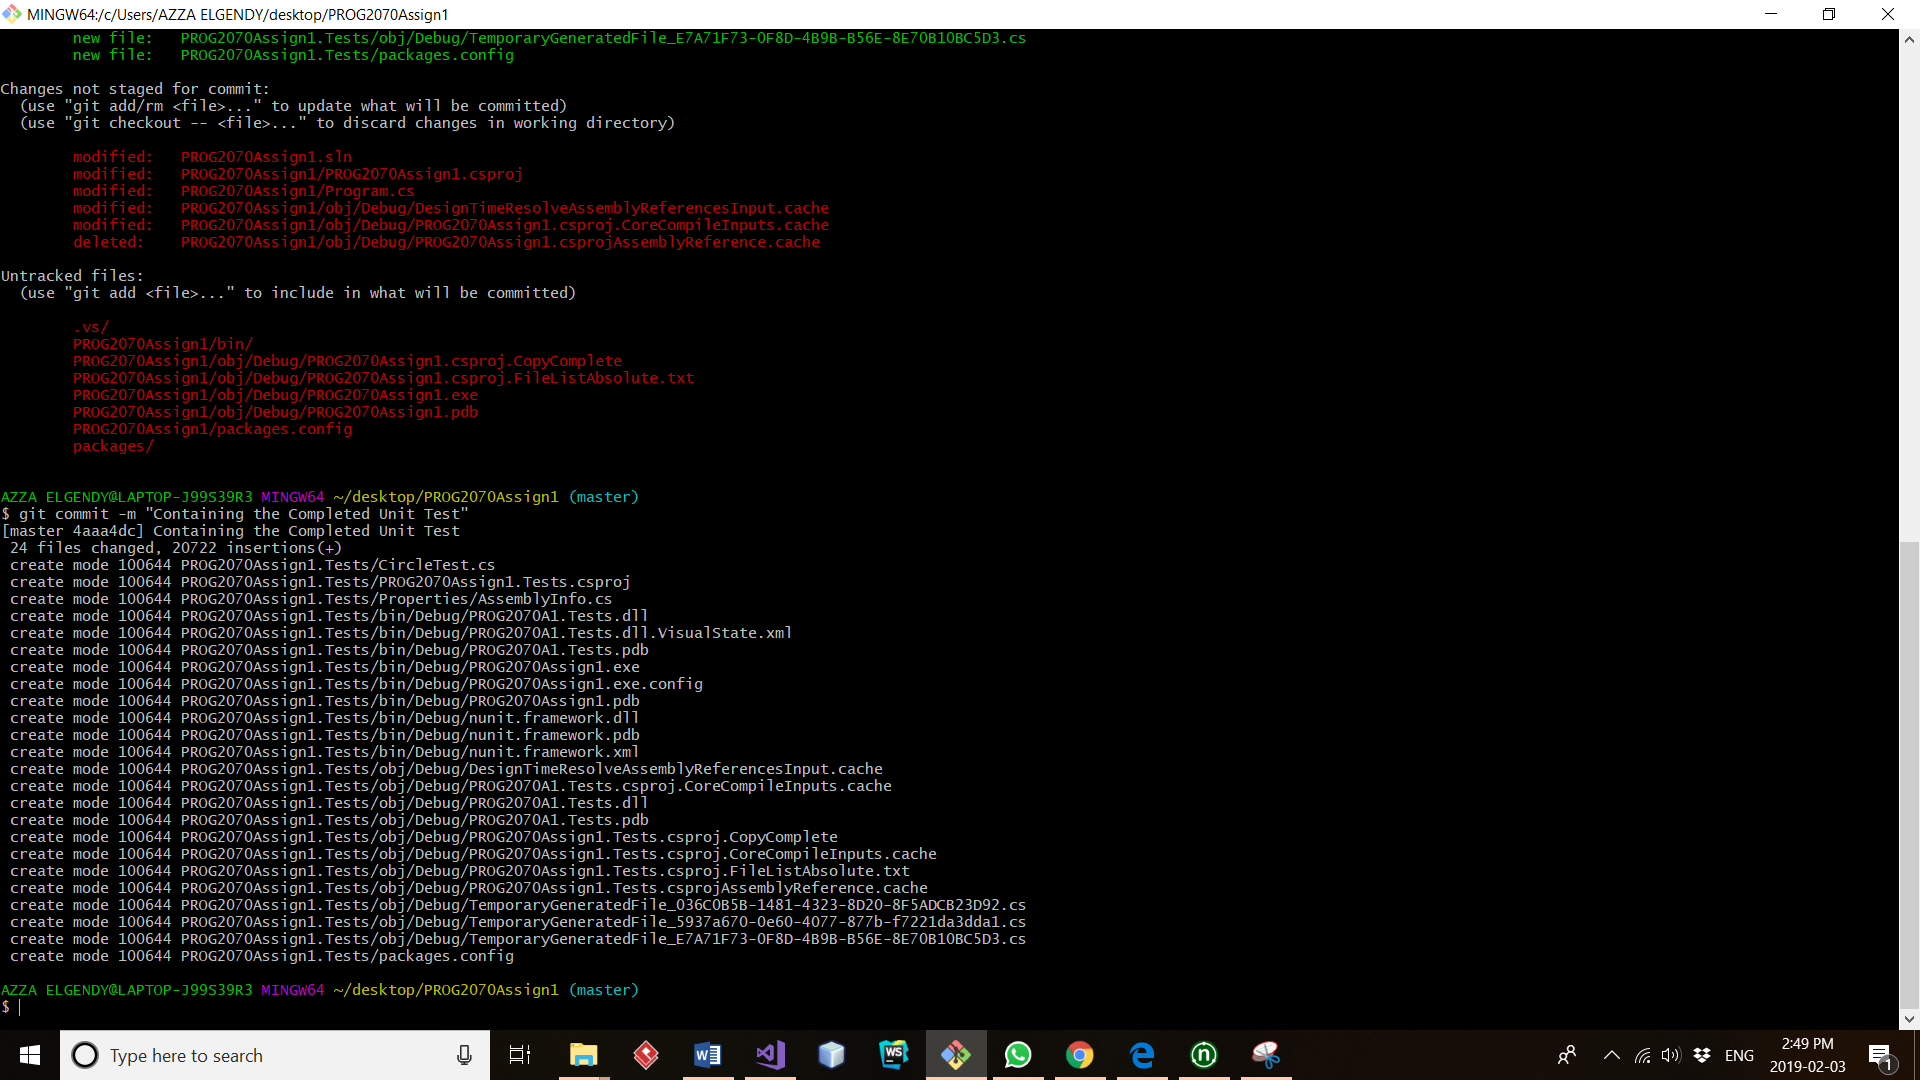 MINGW64:/c/Users/AZZA ELGENDY/desktop/PROG2070Assign1
new file:   PROG2070Assign1.Tests/obj/Debug/TemporaryGeneratedFile_E7A71F73-0F8D-4B9B-B56E-8E70B10BC5D3.cs
new file:   PROG2070Assign1.Tests/packages.config
Changes not staged for commit:
(use "git add/rm <file>..." to update what will be committed)
(use "git checkout -- <file>..." to discard changes in working directory)
modified:   PROG2070Assign1.sln
modified:   PROG2070Assign1/PROG2070Assign1.csproj
modified:   PROG2070Assign1/Program.cs
modified:   PROG2070Assign1/obj/Debug/DesignTimeResolveAssemblyReferencesInput.cache
modified:   PROG2070Assign1/obj/Debug/PROG2070Assign1.csproj.CoreCompileInputs.cache
deleted:    PROG2070Assign1/obj/Debug/PROG2070Assign1.csprojAssemblyReference.cache
Untracked files:
(use "git add <file>..." to include in what will be committed)
.vs/
PROG2070Assign1/bin/
PROG2070Assign1/obj/Debug/PROG2070Assign1.csproj.CopyComplete
PROG2070Assign1/obj/Debug/PROG2070Assign1.csproj.FileListAbsolute.txt
PROG2070Assign1/obj/Debug/PROG2070Assign1.exe
PROG2070Assign1/obj/Debug/PROG2070Assign1.pdb
PROG2070Assign1/packages.config
packages/
AZZA ELGENDY@LAPTOP-J99S39R3 MINGW64 ~/desktop/PROG2070Assign1 (master)
$ git commit -m "Containing the Completed Unit Test"
[master 4aaa4dc] Containing the Completed Unit Test
24 files changed, 20722 insertions(+)
create mode 100644 PROG2070Assign1.Tests/CircleTest.cs
create mode 100644 PROG2070Assign1.Tests/PROG2070Assign1.Tests.csproj
create mode 100644 PROG2070Assign1.Tests/Properties/AssemblyInfo.cs
create mode 100644 PROG2070Assign1.Tests/bin/Debug/PROG2070A1.Tests.dll
create mode 100644 PROG2070Assign1.Tests/bin/Debug/PROG2070A1.Tests.dll.VisualState.xml
create mode 100644 PROG2070Assign1.Tests/bin/Debug/PROG2070A1.Tests.pdb
create mode 100644 PROG2070Assign1.Tests/bin/Debug/PROG2070Assign1.exe
create mode 100644 PROG2070Assign1.Tests/bin/Debug/PROG2070Assign1.exe.config
create mode 100644 PROG2070Assign1.Tests/bin/Debug/PROG2070Assign1.pdb
create mode 100644 PROG2070Assign1.Tests/bin/Debug/nunit.framework.dll
create mode 100644 PROG2070Assign1.Tests/bin/Debug/nunit.framework.pdb
create mode 100644 PROG2070Assign1.Tests/bin/Debug/nunit.framework.xml
create mode 100644 PROG2070Assign1.Tests/obj/Debug/DesignTimeResolveAssemblyReferencesInput.cache
create mode 100644 PROG2070Assign1.Tests/obj/Debug/PROG2070A1.Tests.csproj.CoreCompileInputs.cache
create mode 100644 PROG2070Assign1.Tests/obj/Debug/PROG2070A1.Tests.dll
create mode 100644 PROG2070Assign1.Tests/obj/Debug/PROG2070A1.Tests.pdb
create mode 100644 PROG2070Assign1.Tests/obj/Debug/PROG2070Assign1.Tests.csproj.CopyComplete
create mode 100644 PROG2070Assign1.Tests/obj/Debug/PROG2070Assign1.Tests.csproj.CoreCompileInputs.cache
create mode 100644 PROG2070Assign1.Tests/obj/Debug/PROG2070Assign1.Tests.csproj.FileListAbsolute.txt
create mode 100644 PROG2070Assign1.Tests/obj/Debug/PROG2070Assign1.Tests.csprojAssemblyReference.cache
create mode 100644 PROG2070Assign1.Tests/obj/Debug/TemporaryGeneratedFile_036C0B5B-1481-4323-8D20-8F5ADCB23D92.cs
create mode 100644 PROG2070Assign1.Tests/obj/Debug/TemporaryGeneratedFile_5937a670-0e60-4077-877b-f7221da3dda1.cs
create mode 100644 PROG2070Assign1.Tests/obj/Debug/TemporaryGeneratedFile_E7A71F73-0F8D-4B9B-B56E-8E70B10BC5D3.cs
create mode 100644 PROG2070Assign1.Tests/packages.config
AZZA ELGENDY@LAPTOP-J99S39R3 MINGW64 ~/desktop/PROG2070Assign1 (master)
$
Type here to search
WS
ENG
2:49 PM
2019-02-03
1